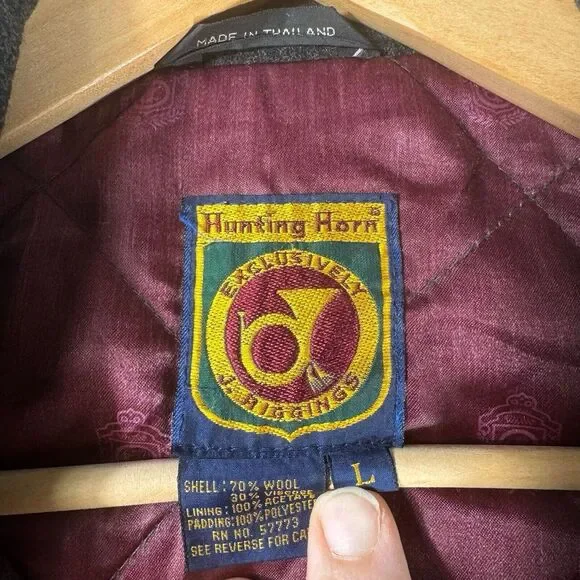 MADE IN THAILAND
Hunting Horn®
EXCLUSIVELY
J. RIGGINGS
L
SHELL: 70% WOOL
30% VISCOSE
LINING: 100% ACETATE
PADDING: 100% POLYESTER
RN NO. 57773
SEE REVERSE FOR